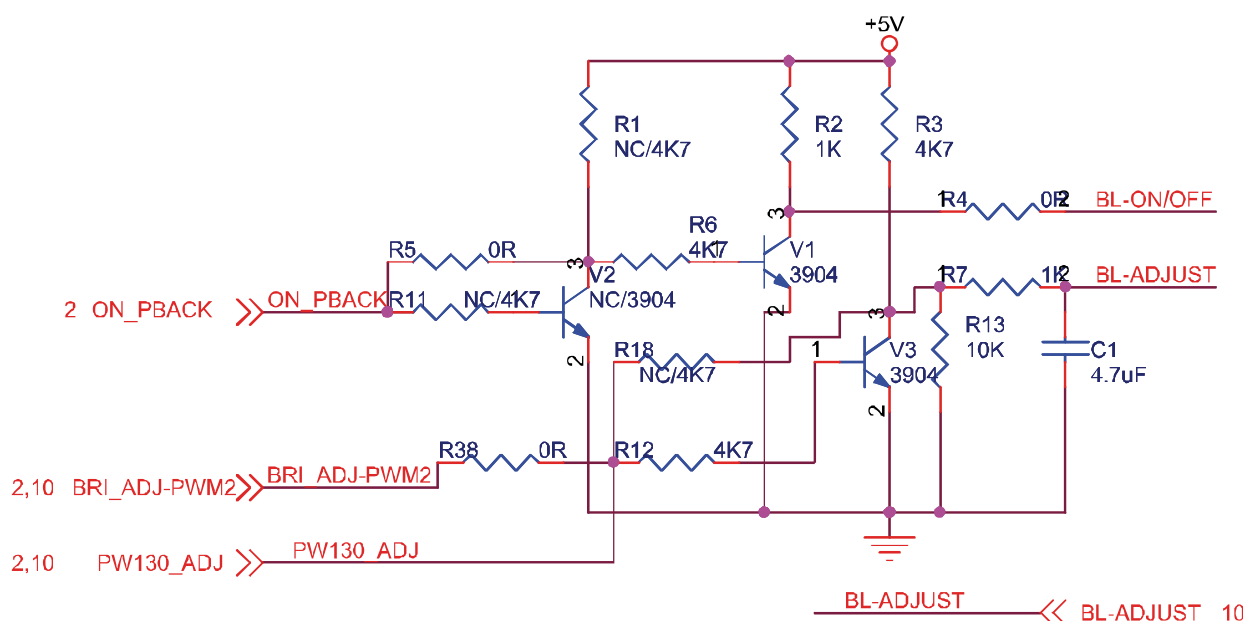 +5V
R1
NC/4K7
R2
1K
R3
4K7
1
R4
0R
2
BL-ON/OFF
3
R6
4K7
1
V1
3904
2
R5
0R
3
V2
NC/3904
2
R11
NC/4K7
1
2 ON_PBACK
ON_PBACK
1
R7
1K
2
BL-ADJUST
R13
10K
C1
4.7uF
3
V3
3904
1
2
R18
NC/4K7
R38
0R
R12
4K7
2,10 BRI_ADJ-PWM2
BRI_ADJ-PWM2
2,10 PW130_ADJ
PW130_ADJ
BL-ADJUST
BL-ADJUST 10